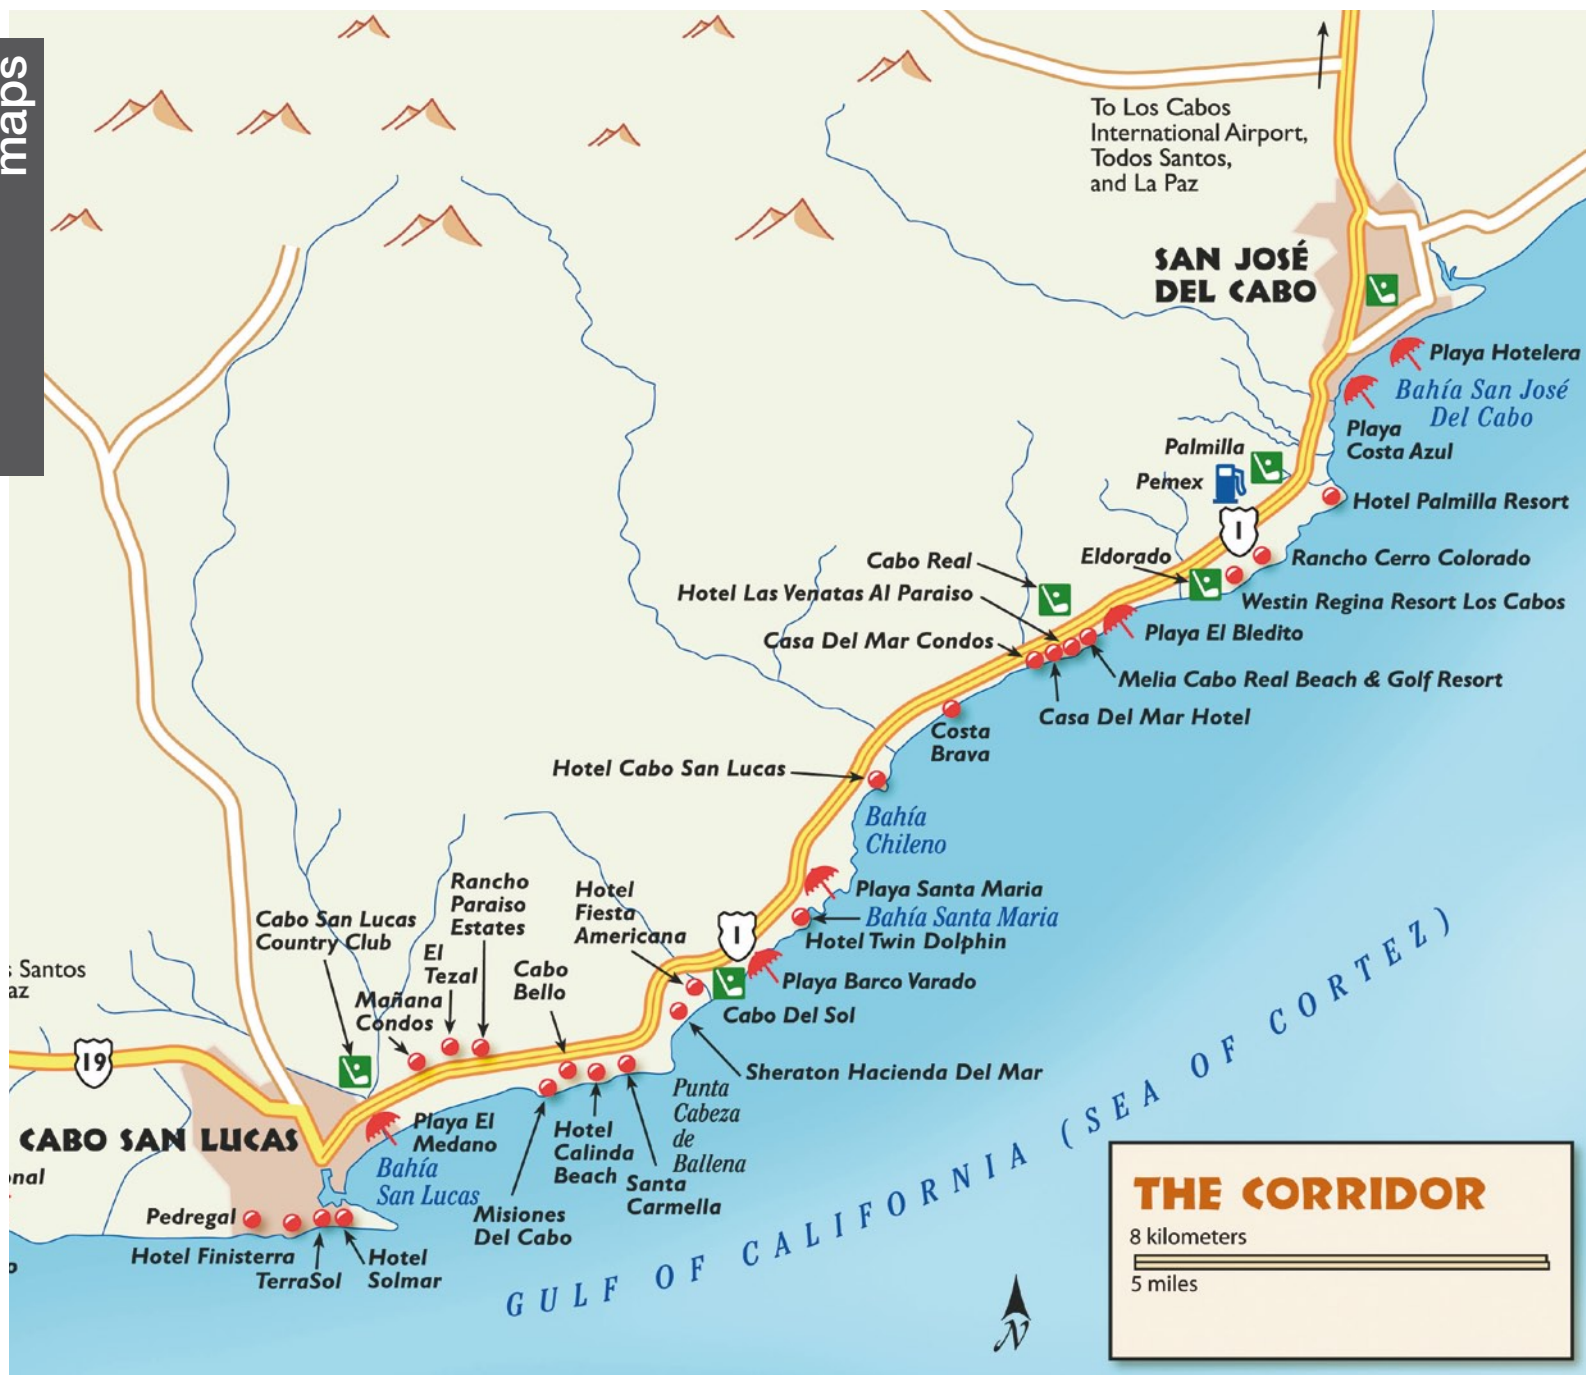 maps
To Los Cabos
International Airport,
Todos Santos,
and La Paz
SAN JOSÉ
DEL CABO
Playa Hotelera
Bahía San José
Del Cabo
Playa
Costa Azul
Palmilla
Pemex
Hotel Palmilla Resort
1
Cabo Real
Eldorado
Rancho Cerro Colorado
Hotel Las Venatas Al Paraiso
Westin Regina Resort Los Cabos
Casa Del Mar Condos
Playa El Bledito
Melia Cabo Real Beach & Golf Resort
Casa Del Mar Hotel
Costa
Brava
Hotel Cabo San Lucas
Bahía
Chileno
Playa Santa Maria
Bahía Santa Maria
Hotel Twin Dolphin
1
Rancho
Paraiso
Estates
Hotel
Fiesta
Americana
Cabo San Lucas
Country Club
El
Tezal
Cabo
Bello
Mañana
Condos
Playa Barco Varado
Cabo Del Sol
s Santos
az
19
Sheraton Hacienda Del Mar
Punta
Cabeza
de
Ballena
CABO SAN LUCAS
Playa El
Medano
Bahía
San Lucas
Hotel
Calinda
Beach
Santa
Carmella
Misiones
Del Cabo
onal
Pedregal
Hotel Finisterra
TerraSol
Hotel
Solmar
GULF OF CALIFORNIA (SEA OF CORTEZ)
N
THE CORRIDOR
8 kilometers
5 miles